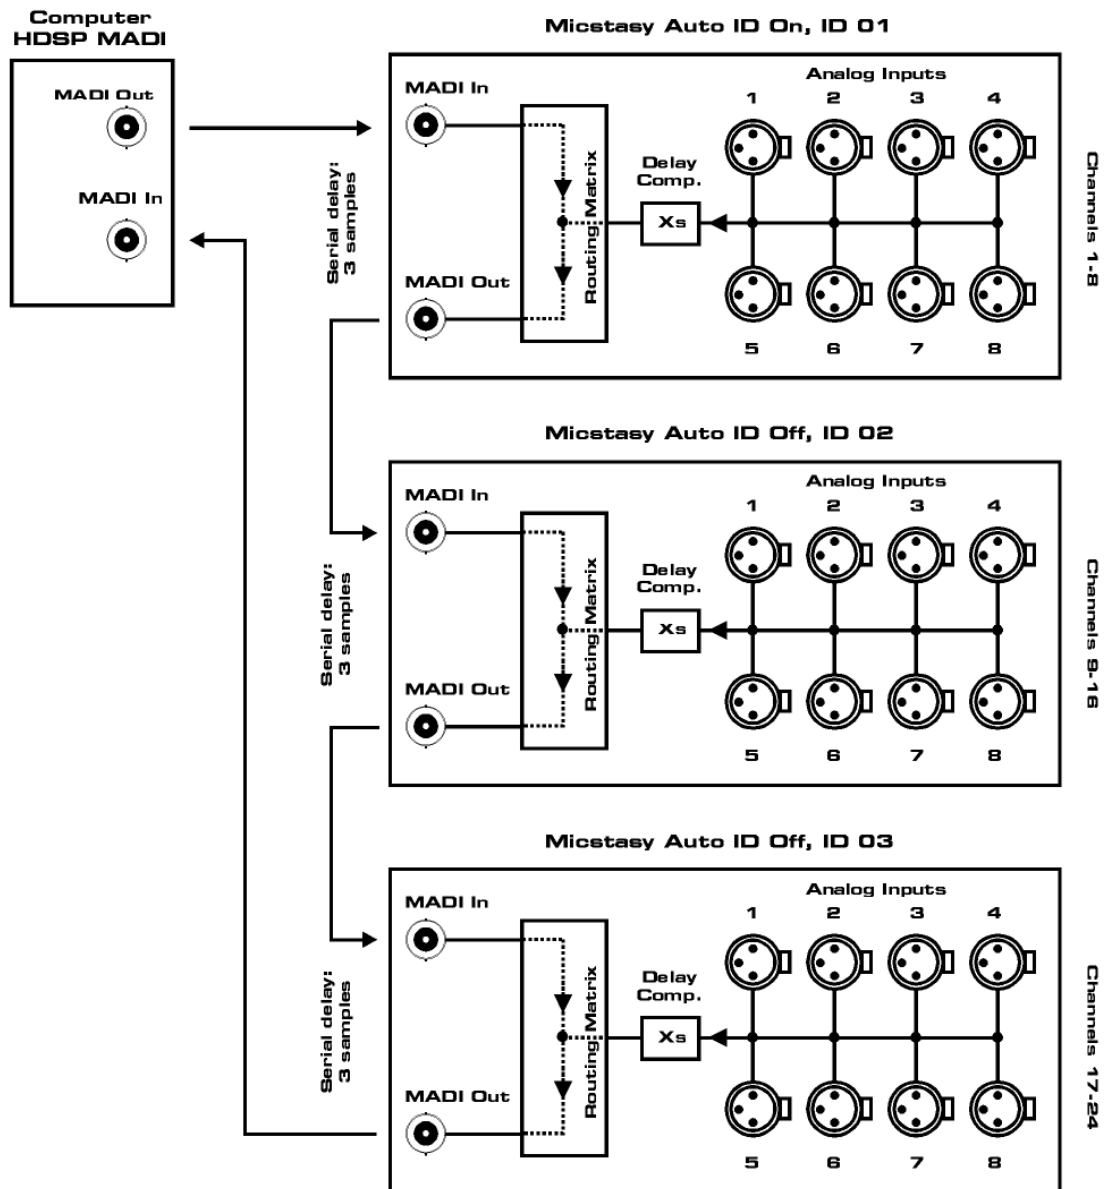 Computer
HDSP MADI
MADI Out
MADI In
Micstasy Auto ID On, ID 01
MADI In
Analog Inputs
1 2 3 4
Delay
Comp.
Xs
Routing Matrix
MADI Out
5 6 7 8
Channels 1-8
Serial delay:
3 samples
Micstasy Auto ID Off, ID 02
MADI In
Analog Inputs
1 2 3 4
Delay
Comp.
Xs
Routing Matrix
MADI Out
5 6 7 8
Channels 9-16
Serial delay:
3 samples
Micstasy Auto ID Off, ID 03
MADI In
Analog Inputs
1 2 3 4
Delay
Comp.
Xs
Routing Matrix
MADI Out
5 6 7 8
Channels 17-24
Serial delay:
3 samples